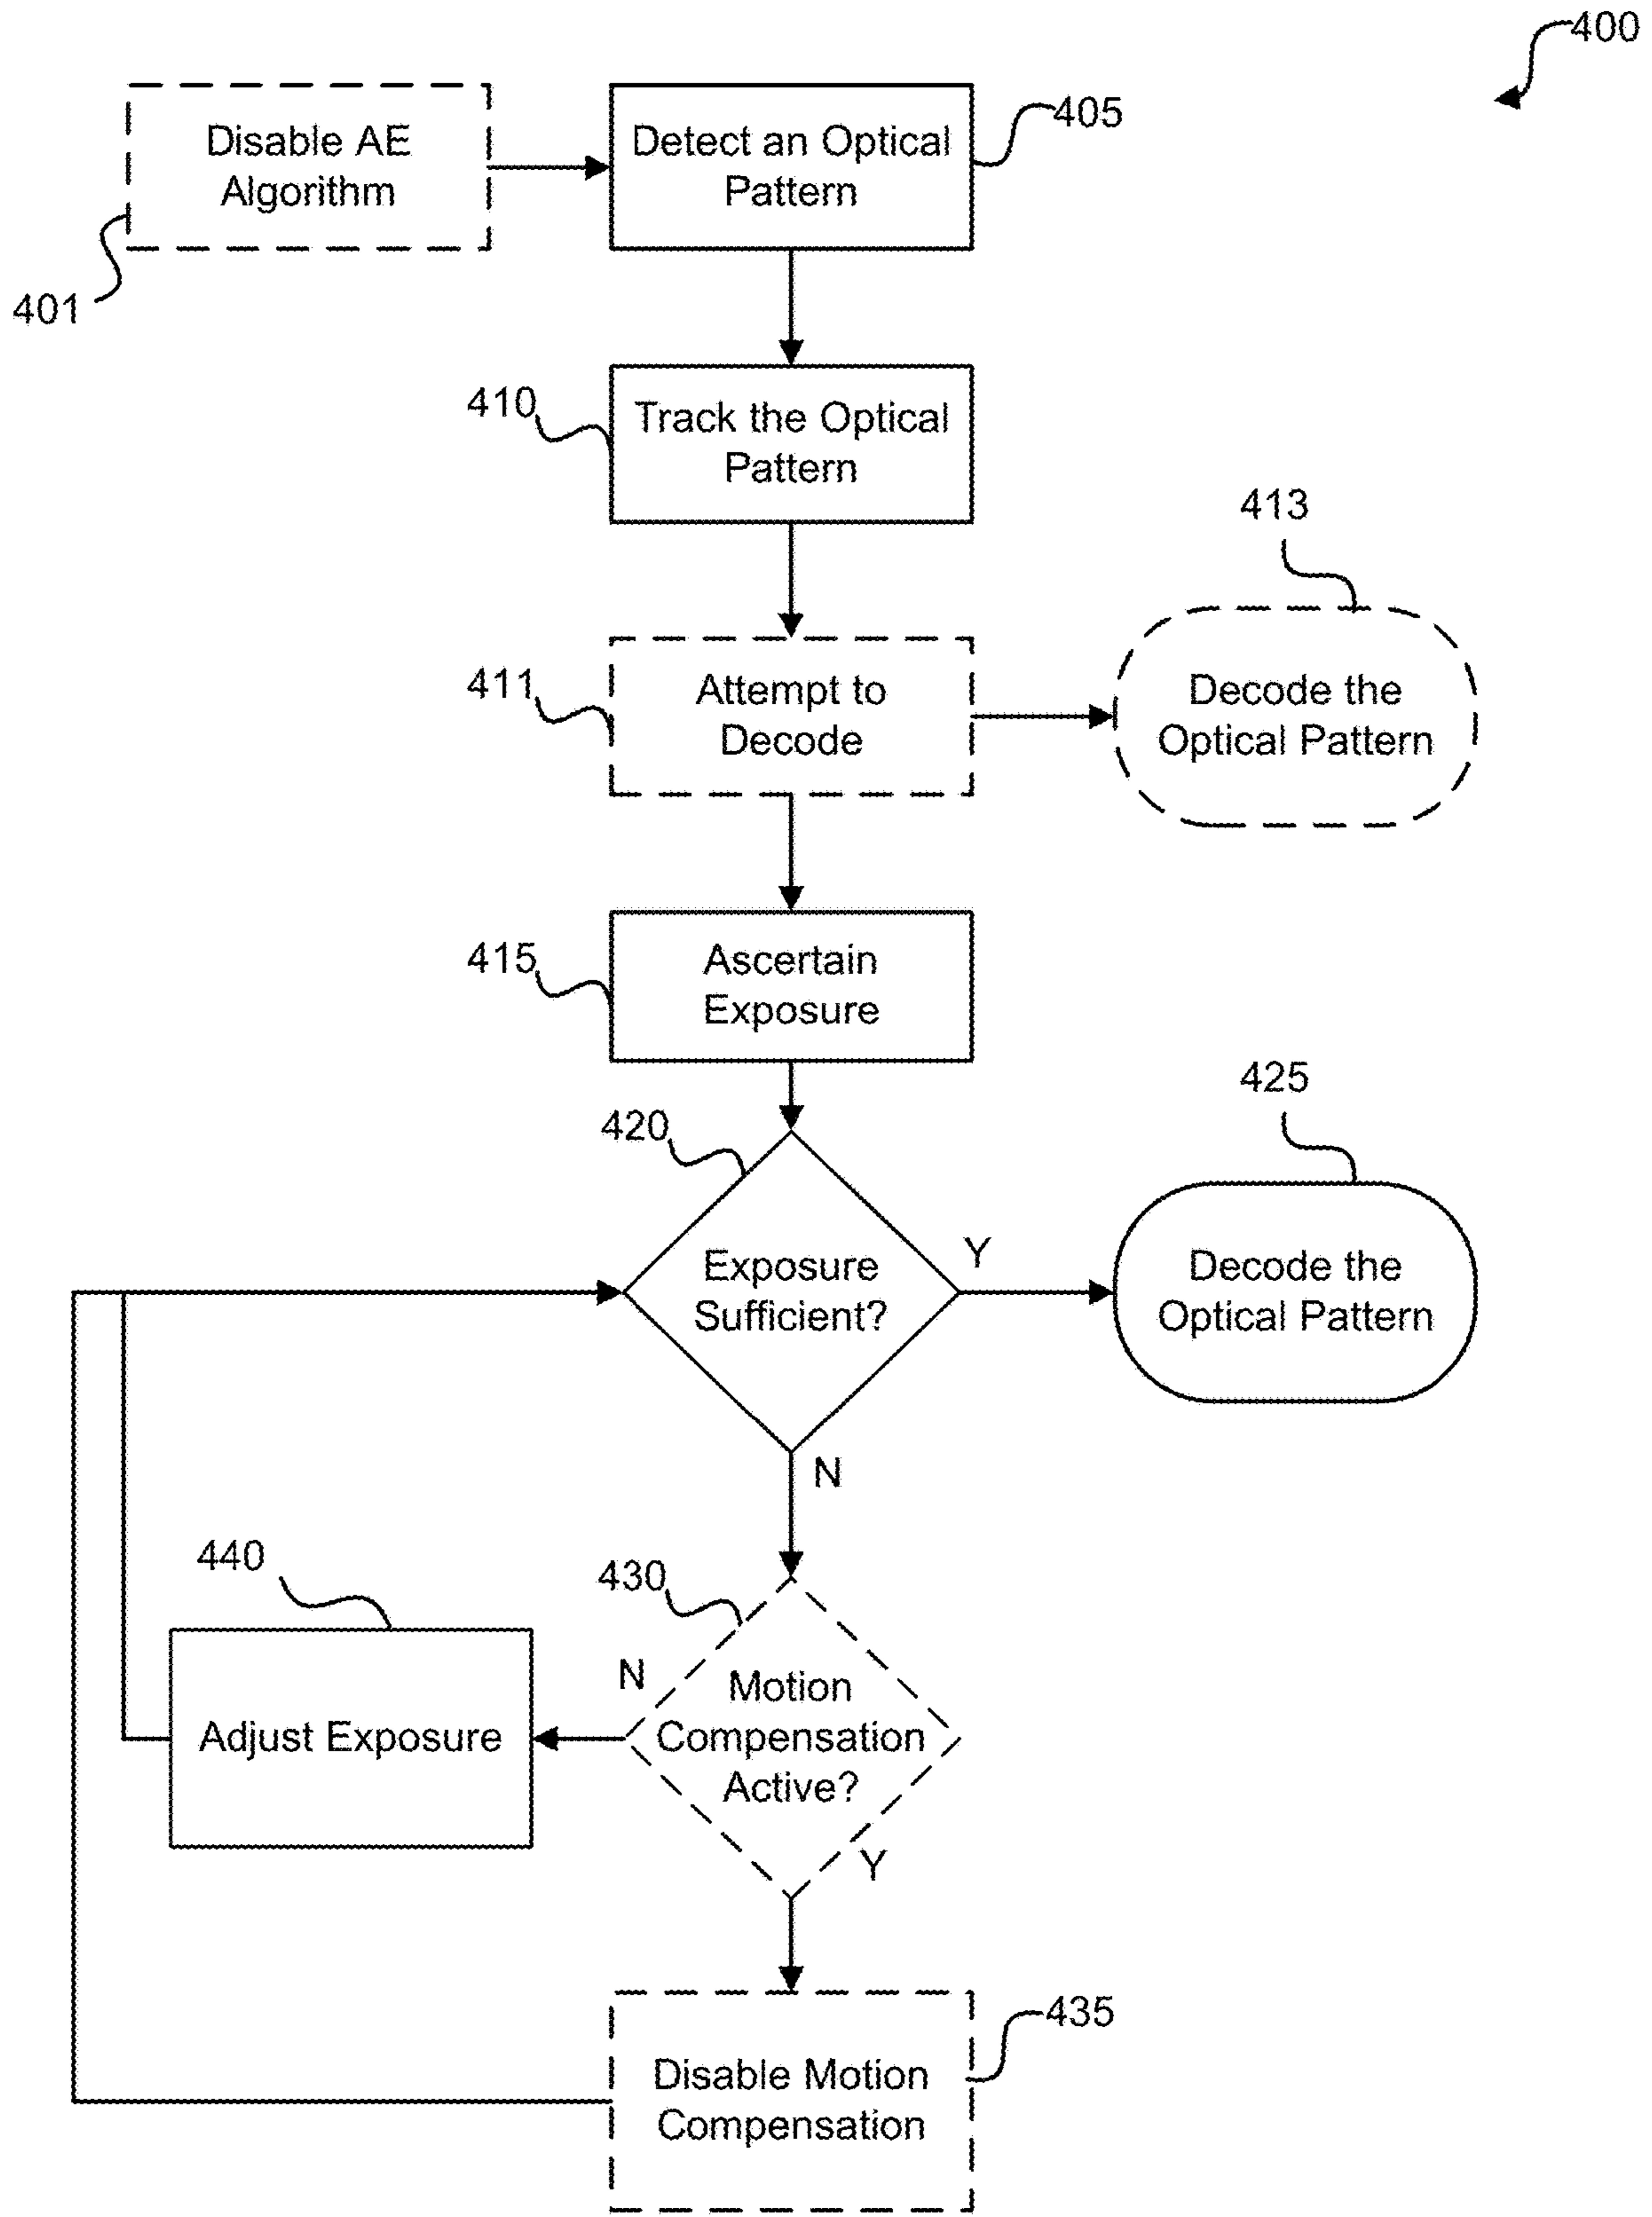 400
Disable AE
Algorithm
401
Detect an Optical
Pattern
405
410
Track the Optical
Pattern
413
411
Attempt to
Decode
Decode the
Optical Pattern
415
Ascertain
Exposure
425
420
Exposure
Sufficient?
Y
Decode the
Optical Pattern
N
440
430
Adjust Exposure
N
Motion
Compensation
Active?
Y
435
Disable Motion
Compensation